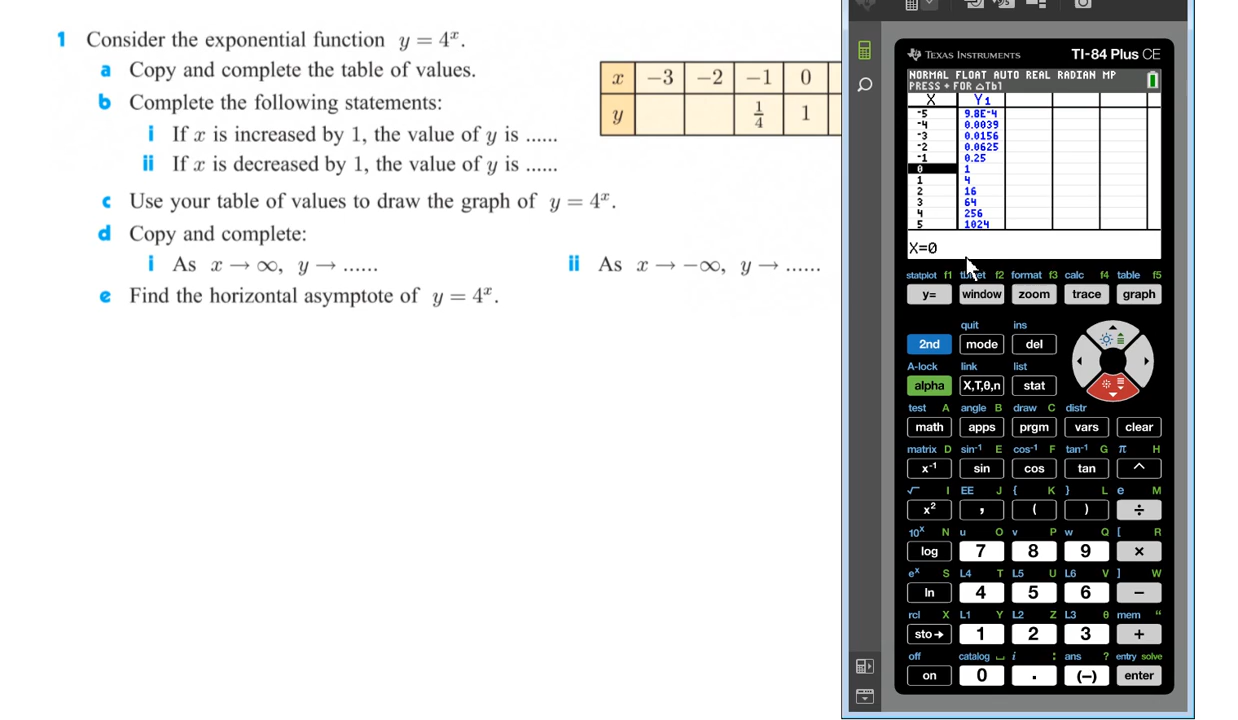 1 Consider the exponential function y = 4ˣ.
a Copy and complete the table of values.
b Complete the following statements:
i If x is increased by 1, the value of y is ......
ii If x is decreased by 1, the value of y is ......
x −3 −2 −1 0
y 1/4 1
c Use your table of values to draw the graph of y = 4ˣ.
d Copy and complete:
i As x → ∞, y → ......
ii As x → −∞, y → ......
e Find the horizontal asymptote of y = 4ˣ.
TEXAS INSTRUMENTS TI-84 Plus CE
NORMAL FLOAT AUTO REAL RADIAN MP
PRESS + FOR △Tbl
X Y1
-5 9.8E-4
-4 0.0039
-3 0.0156
-2 0.0625
-1 0.25
0 1
1 4
2 16
3 64
4 256
5 1024
X=0
statplot f1 f2 format f3 calc f4 table f5
y= window zoom trace graph
quit ins
2nd mode del
A-lock link list
alpha X,T,θ,n stat
test A angle B draw C distr
math apps prgm vars clear
matrix D sin⁻¹ E cos⁻¹ F tan⁻¹ G π H
x⁻¹ sin cos tan ^
√ I EE J { K } L e M
x² , ( ) ÷
10ˣ N u O v P w Q [ R
log 7 8 9 ×
eˣ S L4 T L5 U L6 V ] W
ln 4 5 6 −
rcl X L1 Y L2 Z L3 θ mem "
sto→ 1 2 3 +
off catalog ⎵ i : ans ? entry solve
on 0 . (−) enter